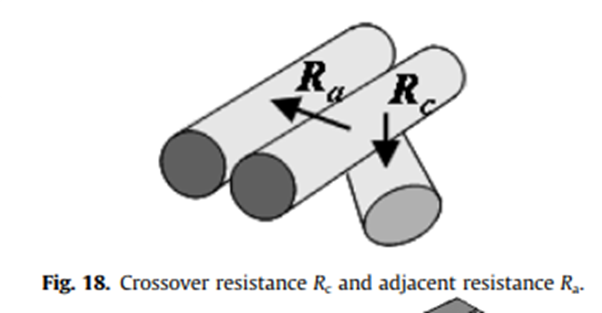 Ra
Rc
Fig. 18. Crossover resistance Rc and adjacent resistance Ra.